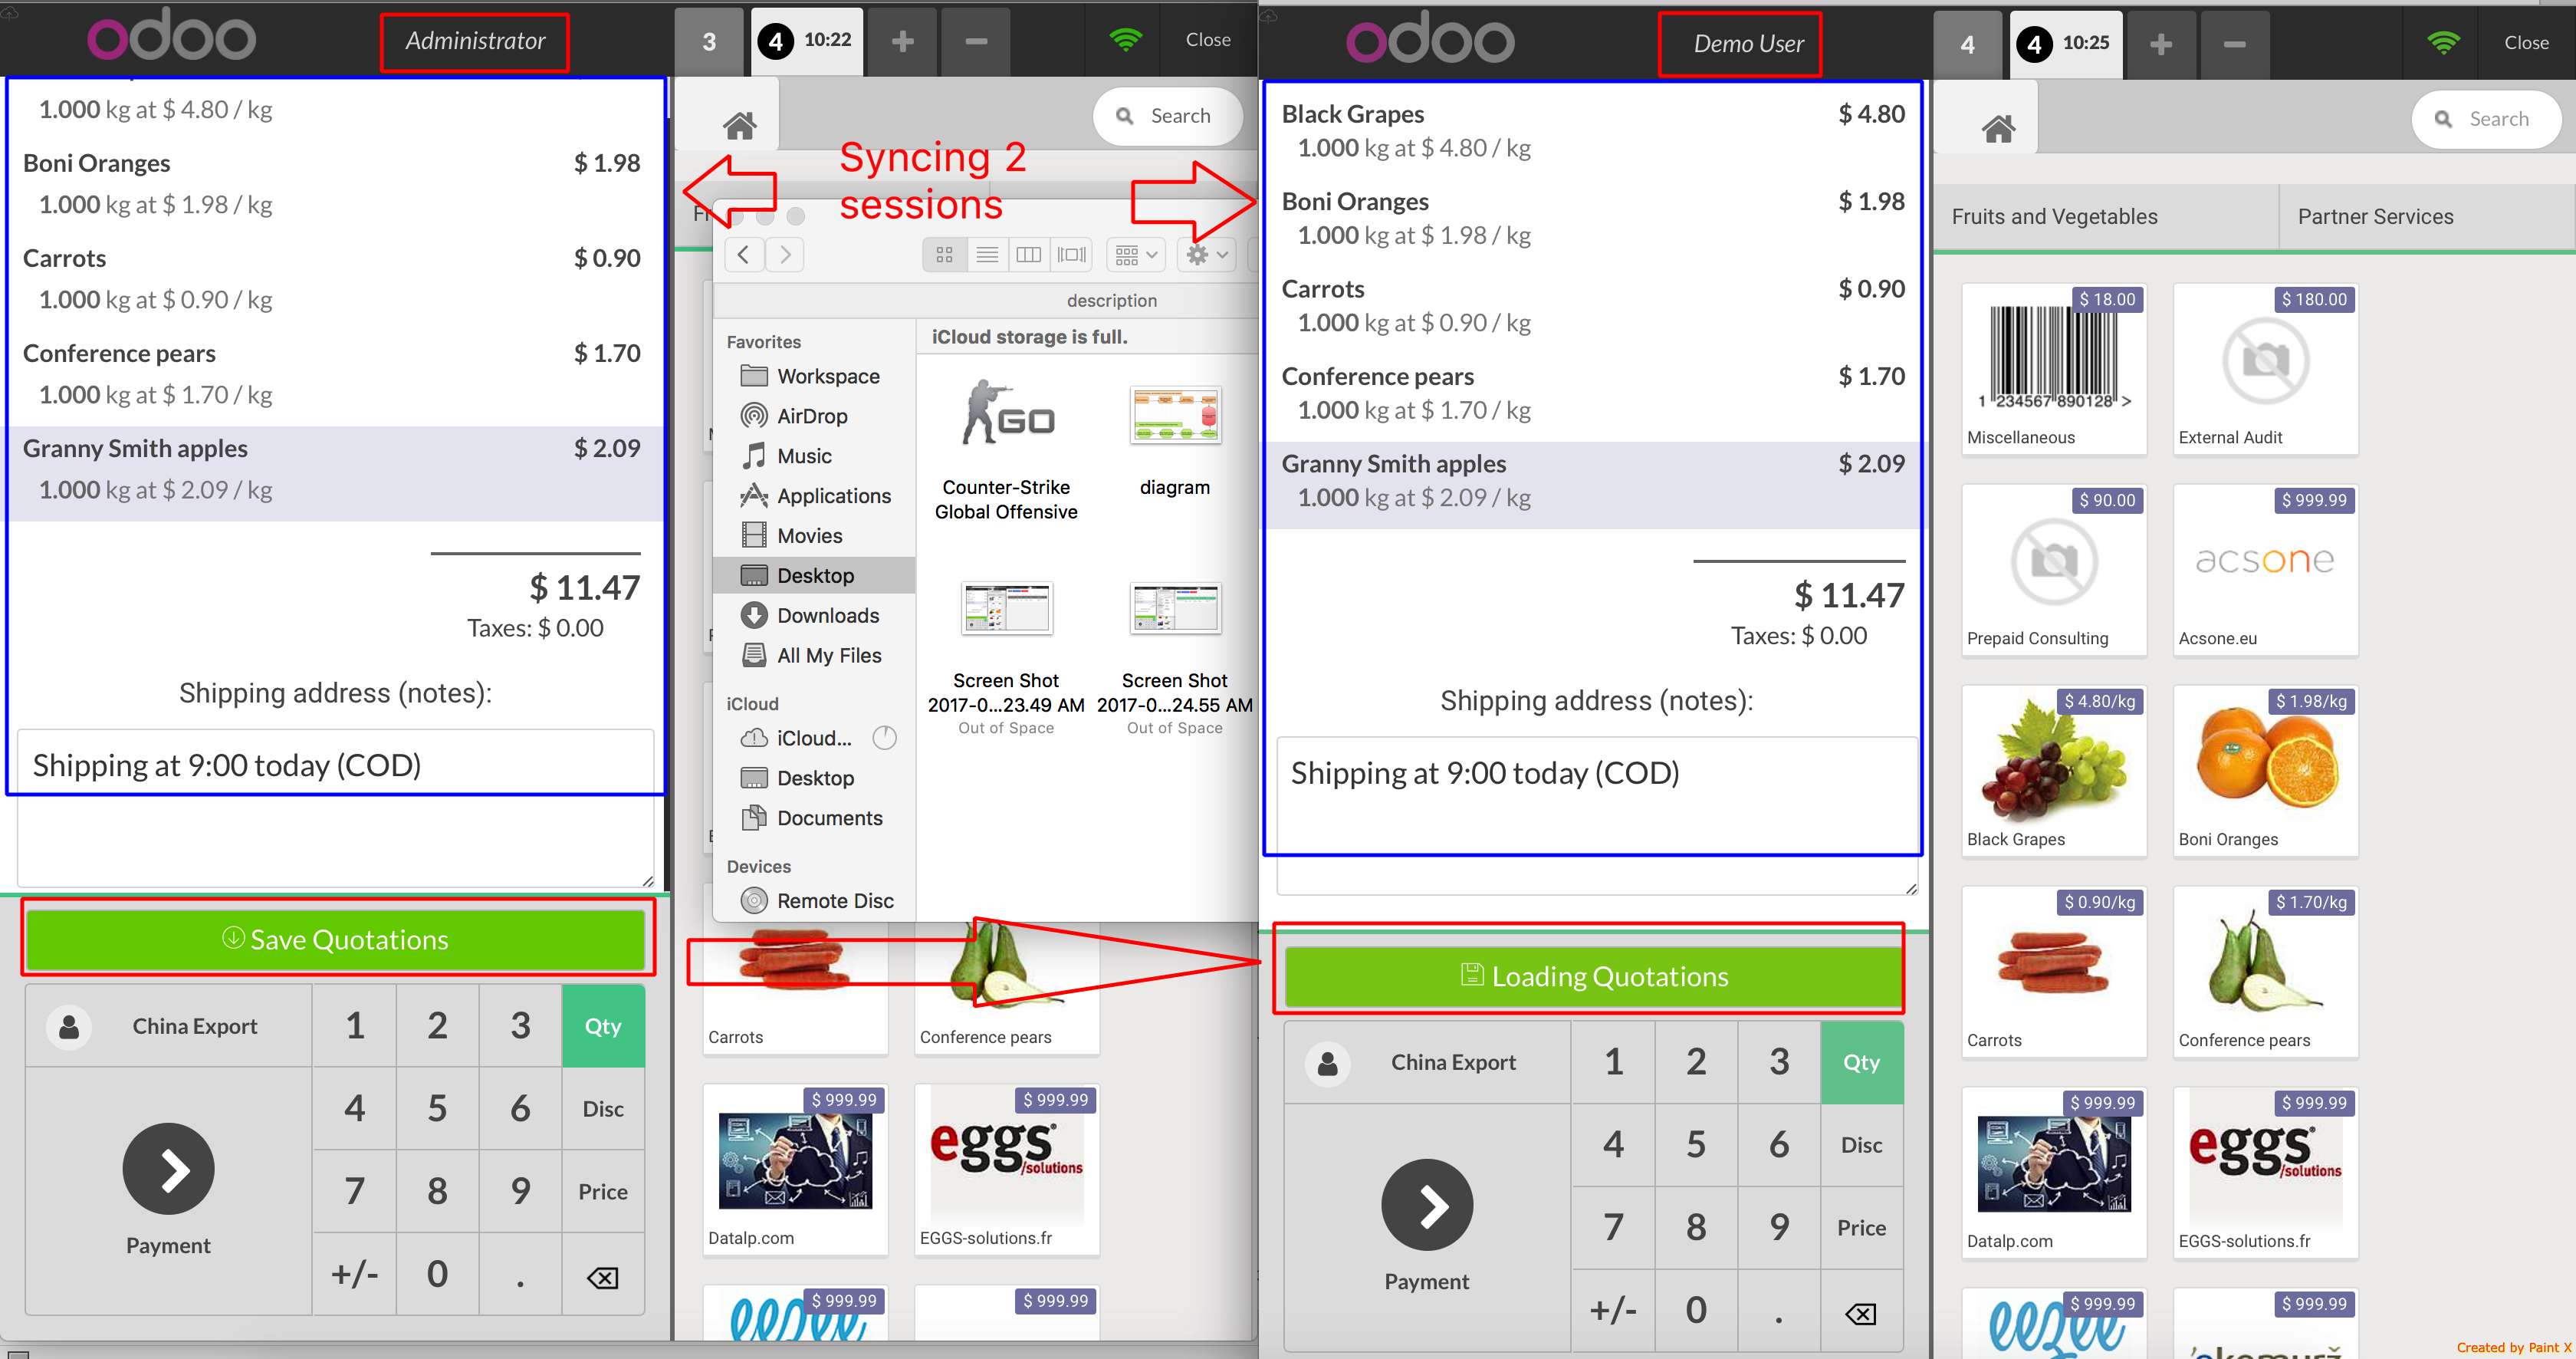 odoo
Administrator
3
4 10:22
+
−
Close
1.000 kg at $ 4.80 / kg
Boni Oranges $ 1.98
1.000 kg at $ 1.98 / kg
Carrots $ 0.90
1.000 kg at $ 0.90 / kg
Conference pears $ 1.70
1.000 kg at $ 1.70 / kg
Granny Smith apples $ 2.09
1.000 kg at $ 2.09 / kg
$ 11.47
Taxes: $ 0.00
Shipping address (notes):
Shipping at 9:00 today (COD)
Save Quotations
China Export
1 2 3 Qty
4 5 6 Disc
7 8 9 Price
+/- 0 .
Payment
Search
Syncing 2
sessions
Fr
description
Favorites
Workspace
AirDrop
Music
Applications
Movies
Desktop
Downloads
All My Files
iCloud
iCloud...
Desktop
Documents
Devices
Remote Disc
iCloud storage is full.
GO
Counter-Strike
Global Offensive
diagram
Screen Shot
2017-0...23.49 AM
Out of Space
Screen Shot
2017-0...24.55 AM
Out of Space
Carrots
Conference pears
$ 999.99
Datalp.com
$ 999.99
eggs
/solutions
EGGS-solutions.fr
$ 999.99
$ 999.99
odoo
Demo User
4
4 10:25
+
−
Close
Black Grapes $ 4.80
1.000 kg at $ 4.80 / kg
Boni Oranges $ 1.98
1.000 kg at $ 1.98 / kg
Carrots $ 0.90
1.000 kg at $ 0.90 / kg
Conference pears $ 1.70
1.000 kg at $ 1.70 / kg
Granny Smith apples $ 2.09
1.000 kg at $ 2.09 / kg
$ 11.47
Taxes: $ 0.00
Shipping address (notes):
Shipping at 9:00 today (COD)
Loading Quotations
China Export
1 2 3 Qty
4 5 6 Disc
7 8 9 Price
+/- 0 .
Payment
Search
Fruits and Vegetables
Partner Services
$ 18.00
1 234567 890128 >
Miscellaneous
$ 180.00
External Audit
$ 90.00
Prepaid Consulting
$ 999.99
acsone
Acsone.eu
$ 4.80/kg
Black Grapes
$ 1.98/kg
Boni Oranges
$ 0.90/kg
Carrots
$ 1.70/kg
Conference pears
$ 999.99
Datalp.com
$ 999.99
eggs
/solutions
EGGS-solutions.fr
$ 999.99
$ 999.99
Created by Paint X